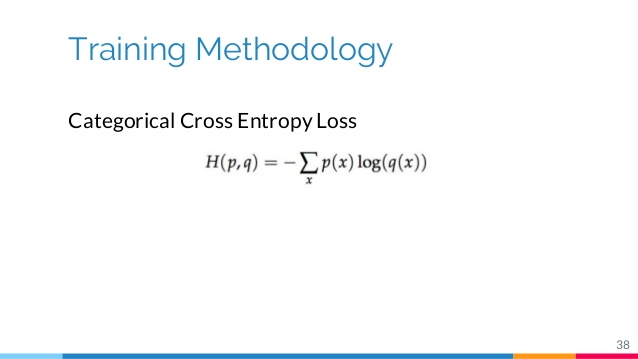 Training Methodology
Categorical Cross Entropy Loss
H(p,q) = −∑ p(x) log(q(x))
x
38